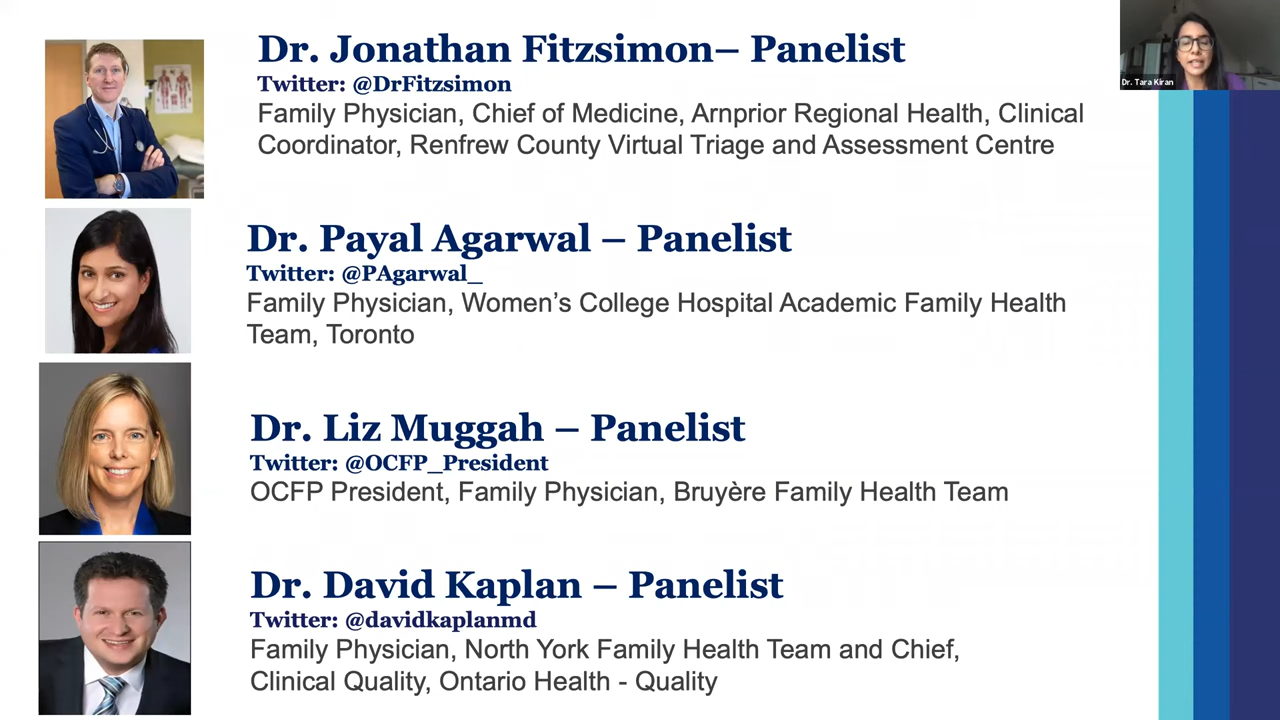 Dr. Jonathan Fitzsimon– Panelist
Twitter: @DrFitzsimon
Family Physician, Chief of Medicine, Arnprior Regional Health, Clinical
Coordinator, Renfrew County Virtual Triage and Assessment Centre
Dr. Tara Kiran
Dr. Payal Agarwal – Panelist
Twitter: @PAgarwal_
Family Physician, Women’s College Hospital Academic Family Health
Team, Toronto
Dr. Liz Muggah – Panelist
Twitter: @OCFP_President
OCFP President, Family Physician, Bruyère Family Health Team
Dr. David Kaplan – Panelist
Twitter: @davidkaplanmd
Family Physician, North York Family Health Team and Chief,
Clinical Quality, Ontario Health - Quality